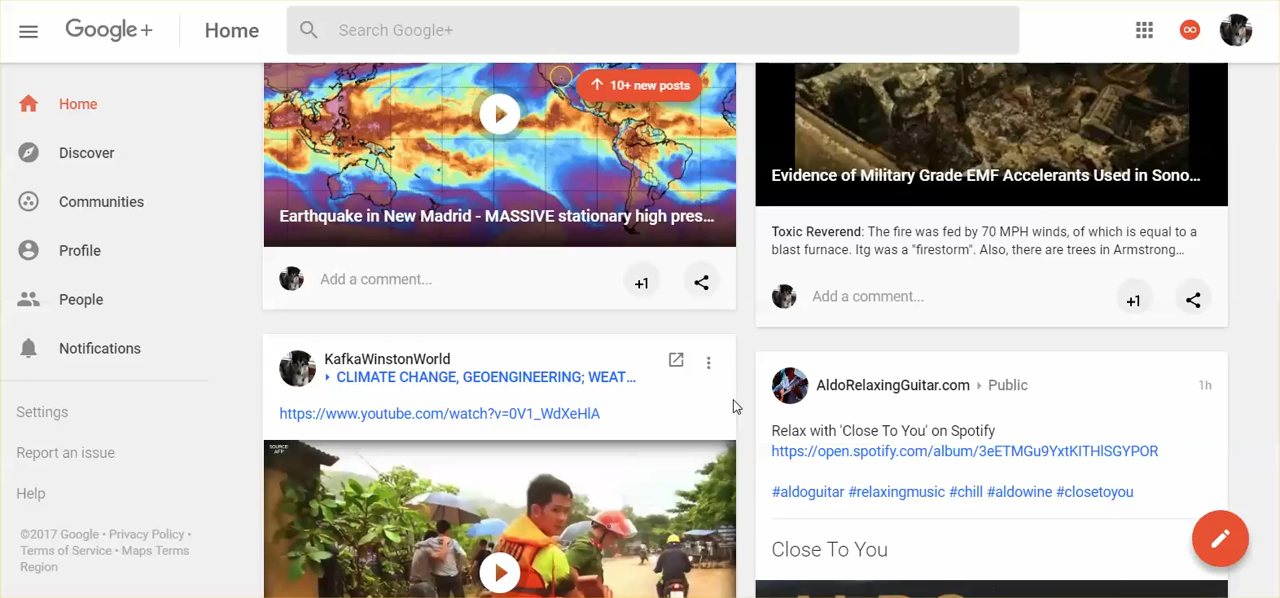 Google+
Home
Search Google+
Home
Discover
Communities
Profile
People
Notifications
Settings
Report an issue
Help
©2017 Google • Privacy Policy •
Terms of Service • Maps Terms
Region
10+ new posts
Earthquake in New Madrid - MASSIVE stationary high pres...
Add a comment...
+1
KafkaWinstonWorld
CLIMATE CHANGE, GEOENGINEERING; WEAT...
https://www.youtube.com/watch?v=0V1_WdXeHlA
SOURCE
AFP
Evidence of Military Grade EMF Accelerants Used in Sono...
Toxic Reverend: The fire was fed by 70 MPH winds, of which is equal to a
blast furnace. Itg was a "firestorm". Also, there are trees in Armstrong...
Add a comment...
+1
AldoRelaxingGuitar.com
Public
1h
Relax with 'Close To You' on Spotify
https://open.spotify.com/album/3eETMGu9YxtKITHlSGYPOR
#aldoguitar #relaxingmusic #chill #aldowine #closetoyou
Close To You